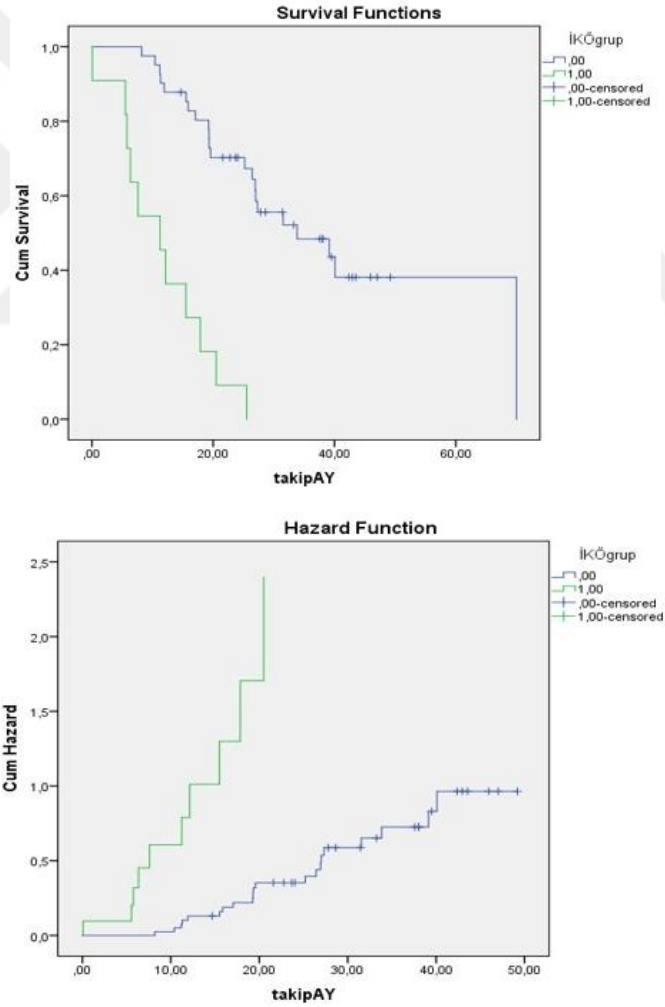 Survival Functions
İKÖgrup
,00
1,00
,00-censored
1,00-censored
1,0
0,8
0,6
0,4
0,2
0,0
Cum Survival
,00 20,00 40,00 60,00
takipAY
Hazard Function
İKÖgrup
,00
1,00
,00-censored
1,00-censored
2,5
2,0
1,5
1,0
0,5
0,0
Cum Hazard
,00 10,00 20,00 30,00 40,00 50,00
takipAY